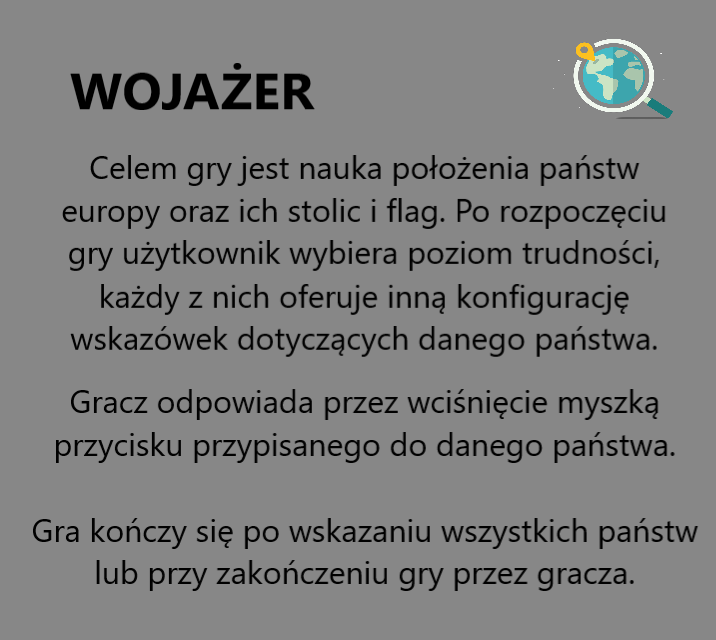 WOJAŻER
Celem gry jest nauka położenia państw
europy oraz ich stolic i flag. Po rozpoczęciu
gry użytkownik wybiera poziom trudności,
każdy z nich oferuje inną konfigurację
wskazówek dotyczących danego państwa.
Gracz odpowiada przez wciśnięcie myszką
przycisku przypisanego do danego państwa.
Gra kończy się po wskazaniu wszystkich państw
lub przy zakończeniu gry przez gracza.